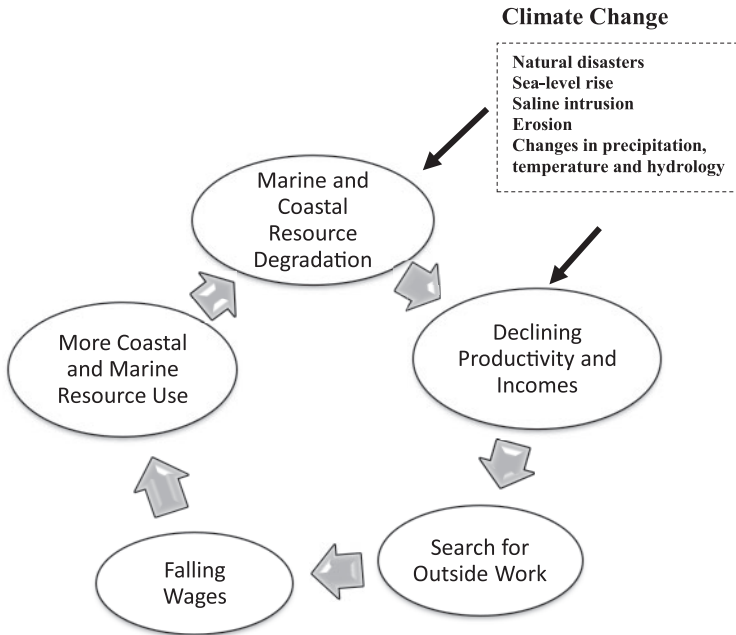 Climate Change
Natural disasters
Sea-level rise
Saline intrusion
Erosion
Changes in precipitation,
temperature and hydrology
Marine and
Coastal
Resource
Degradation
Declining
Productivity and
Incomes
Search for
Outside Work
Falling
Wages
More Coastal
and Marine
Resource Use